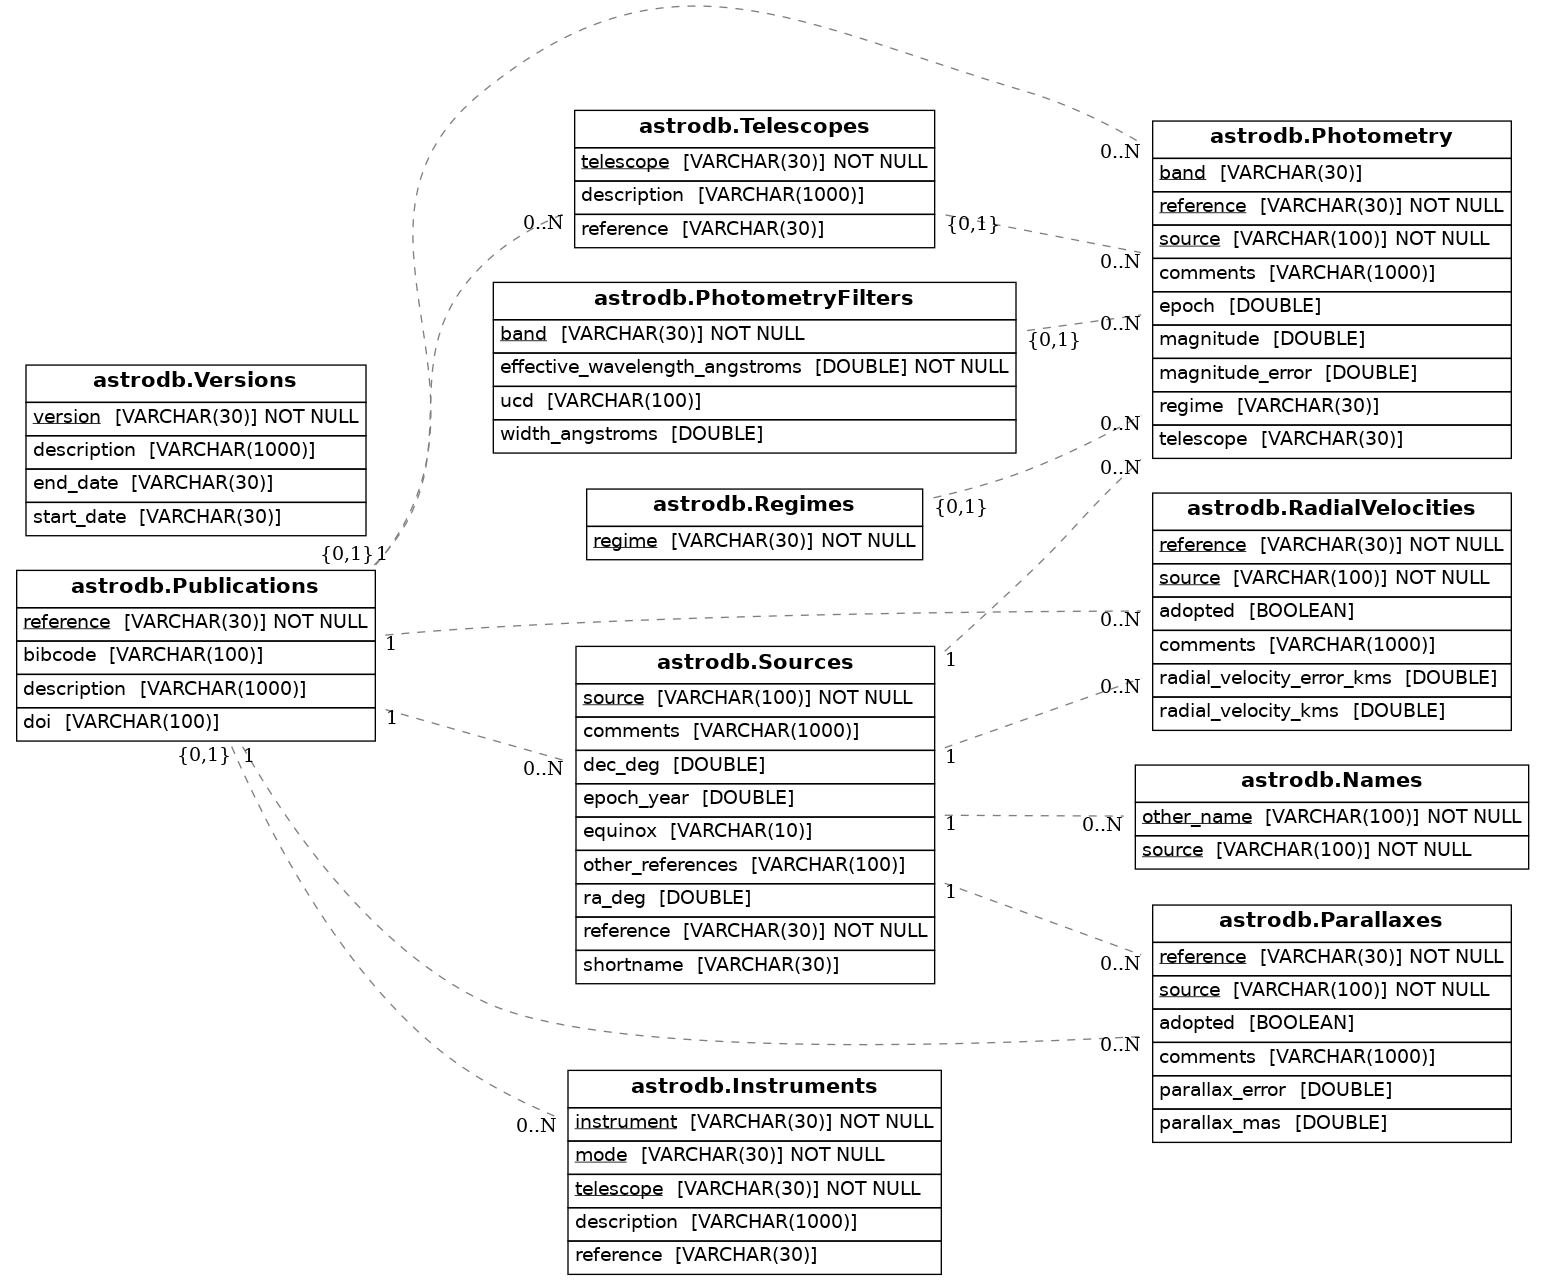 astrodb.Telescopes
telescope [VARCHAR(30)] NOT NULL
description [VARCHAR(1000)]
reference [VARCHAR(30)]
0..N
{0,1}
astrodb.Photometry
band [VARCHAR(30)]
reference [VARCHAR(30)] NOT NULL
source [VARCHAR(100)] NOT NULL
comments [VARCHAR(1000)]
epoch [DOUBLE]
magnitude [DOUBLE]
magnitude_error [DOUBLE]
regime [VARCHAR(30)]
telescope [VARCHAR(30)]
0..N
0..N
0..N
0..N
0..N
astrodb.PhotometryFilters
band [VARCHAR(30)] NOT NULL
effective_wavelength_angstroms [DOUBLE] NOT NULL
ucd [VARCHAR(100)]
width_angstroms [DOUBLE]
{0,1}
astrodb.Versions
version [VARCHAR(30)] NOT NULL
description [VARCHAR(1000)]
end_date [VARCHAR(30)]
start_date [VARCHAR(30)]
astrodb.Regimes
regime [VARCHAR(30)] NOT NULL
{0,1}
astrodb.RadialVelocities
reference [VARCHAR(30)] NOT NULL
source [VARCHAR(100)] NOT NULL
adopted [BOOLEAN]
comments [VARCHAR(1000)]
radial_velocity_error_kms [DOUBLE]
radial_velocity_kms [DOUBLE]
0..N
0..N
{0,1}
1
astrodb.Publications
reference [VARCHAR(30)] NOT NULL
bibcode [VARCHAR(100)]
description [VARCHAR(1000)]
doi [VARCHAR(100)]
1
1
{0,1}
1
astrodb.Sources
source [VARCHAR(100)] NOT NULL
comments [VARCHAR(1000)]
dec_deg [DOUBLE]
epoch_year [DOUBLE]
equinox [VARCHAR(10)]
other_references [VARCHAR(100)]
ra_deg [DOUBLE]
reference [VARCHAR(30)] NOT NULL
shortname [VARCHAR(30)]
0..N
1
1
1
1
astrodb.Names
other_name [VARCHAR(100)] NOT NULL
source [VARCHAR(100)] NOT NULL
0..N
astrodb.Parallaxes
reference [VARCHAR(30)] NOT NULL
source [VARCHAR(100)] NOT NULL
adopted [BOOLEAN]
comments [VARCHAR(1000)]
parallax_error [DOUBLE]
parallax_mas [DOUBLE]
0..N
0..N
astrodb.Instruments
instrument [VARCHAR(30)] NOT NULL
mode [VARCHAR(30)] NOT NULL
telescope [VARCHAR(30)] NOT NULL
description [VARCHAR(1000)]
reference [VARCHAR(30)]
0..N